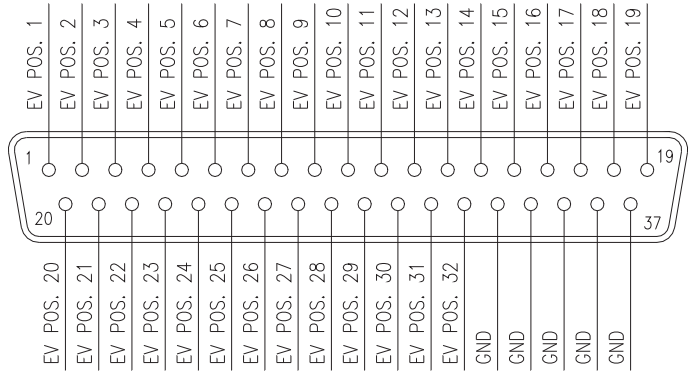 EV POS. 1
EV POS. 2
EV POS. 3
EV POS. 4
EV POS. 5
EV POS. 6
EV POS. 7
EV POS. 8
EV POS. 9
EV POS. 10
EV POS. 11
EV POS. 12
EV POS. 13
EV POS. 14
EV POS. 15
EV POS. 16
EV POS. 17
EV POS. 18
EV POS. 19
1
19
20
37
EV POS. 20
EV POS. 21
EV POS. 22
EV POS. 23
EV POS. 24
EV POS. 25
EV POS. 26
EV POS. 27
EV POS. 28
EV POS. 29
EV POS. 30
EV POS. 31
EV POS. 32
GND
GND
GND
GND
GND